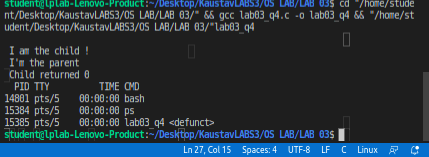 student@lplab-Lenovo-Product:~/Desktop/KaustavLABS3/OS LAB/LAB 03$ cd "/home/stude
nt/Desktop/KaustavLABS3/OS LAB/LAB 03/" && gcc lab03_q4.c -o lab03_q4 && "/home/st
udent/Desktop/KaustavLABS3/OS LAB/LAB 03/"lab03_q4
I am the child !
I'm the parent
Child returned 0
PID TTY TIME CMD
14801 pts/5 00:00:00 bash
15384 pts/5 00:00:00 ps
15385 pts/5 00:00:00 lab03_q4 <defunct>
student@lplab-Lenovo-Product:~/Desktop/KaustavLABS3/OS LAB/LAB 03$
Ln 27, Col 15 Spaces: 4 UTF-8 LF C Linux